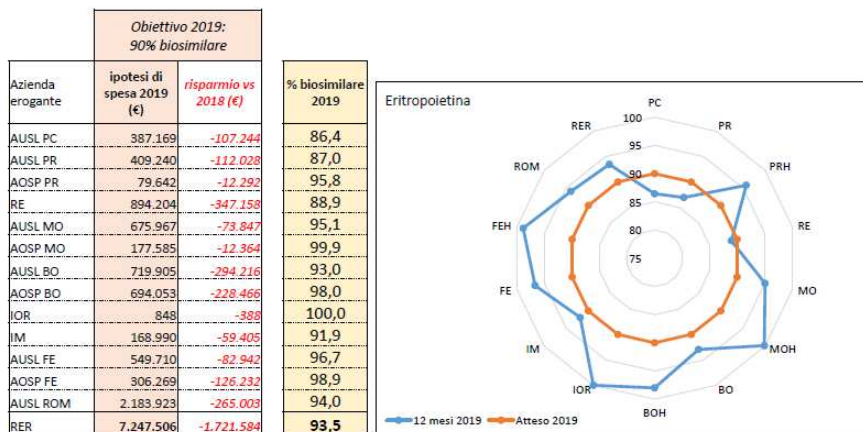 Obiettivo 2019:
90% biosimilare
Azienda erogante ipotesi di spesa 2019 (€) risparmio vs 2018 (€) % biosimilare 2019
AUSL PC 387.169 -107.244 86,4
AUSL PR 409.240 -112.028 87,0
AOSP PR 79.642 -12.292 95,8
RE 894.204 -347.158 88,9
AUSL MO 675.967 -73.847 95,1
AOSP MO 177.585 -12.364 99,9
AUSL BO 719.905 -294.216 93,0
AOSP BO 694.053 -228.466 98,0
IOR 848 -388 100,0
IM 168.990 -59.405 91,9
AUSL FE 549.710 -82.942 96,7
AOSP FE 306.269 -126.232 98,9
AUSL ROM 2.183.923 -265.003 94,0
RER 7.247.506 -1.721.584 93,5
Eritropoietina
PC
PR
PRH
RE
MO
MOH
BO
BOH
IOR
IM
FE
FEH
ROM
RER
100
95
90
85
80
75
12 mesi 2019 Atteso 2019